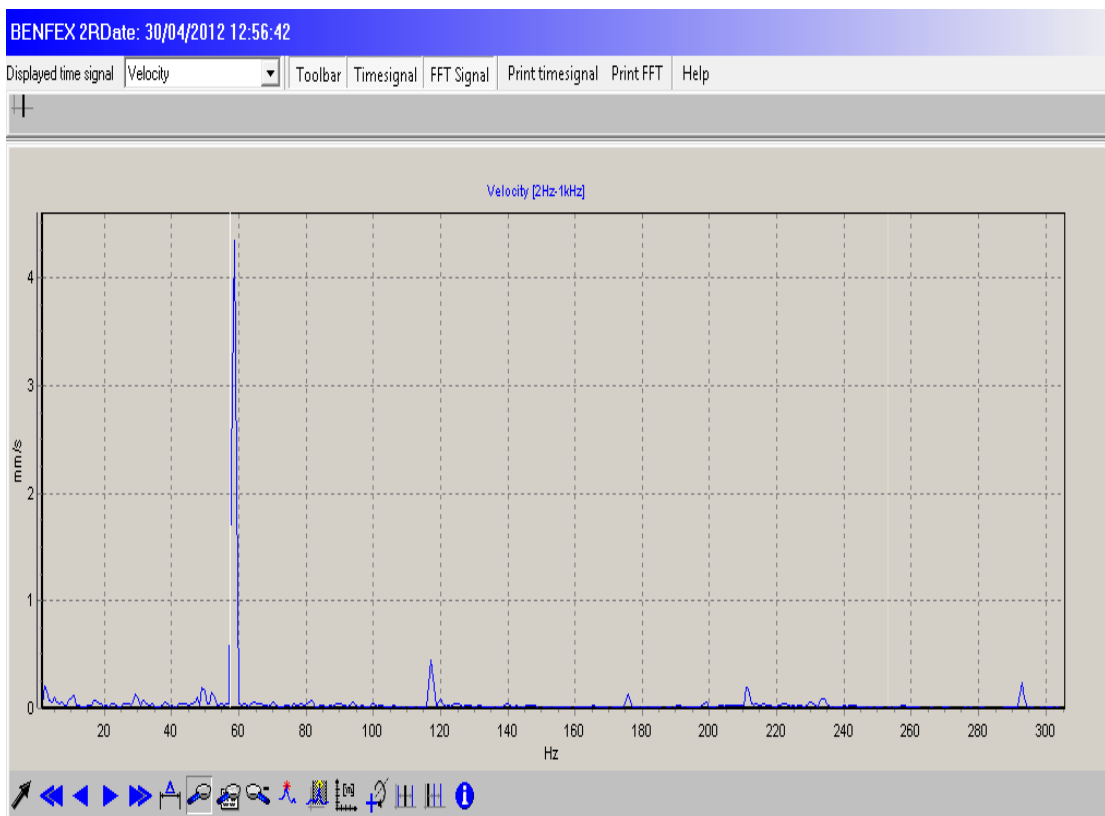 BENFEX 2RDate: 30/04/2012 12:56:42
Displayed time signal Velocity Toolbar Timesignal FFT Signal Print timesignal Print FFT Help
Velocity [2Hz-1kHz]
4
3
mm/s
2
1
0
20 40 60 80 100 120 140 160 180 200 220 240 260 280 300
Hz
[m]